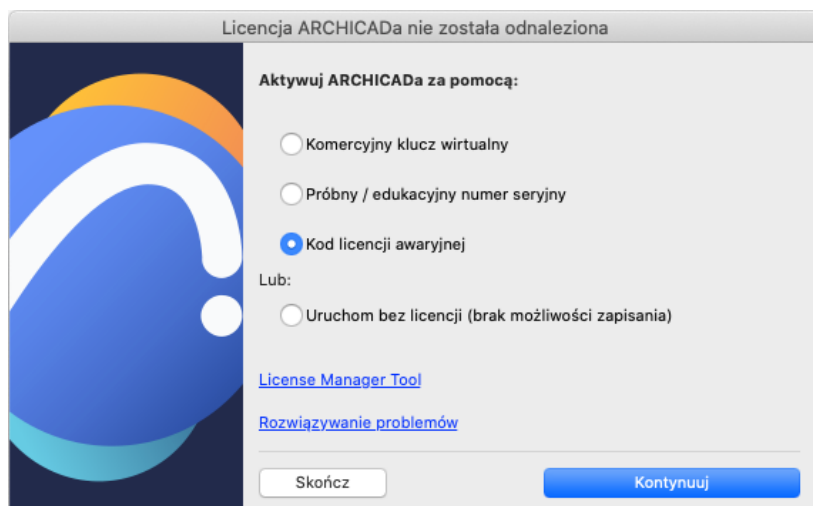 Licencja ARCHICADa nie została odnaleziona
Aktywuj ARCHICADa za pomocą:
Komercyjny klucz wirtualny
Próbny / edukacyjny numer seryjny
Kod licencji awaryjnej
Lub:
Uruchom bez licencji (brak możliwości zapisania)
License Manager Tool
Rozwiązywanie problemów
Skończ
Kontynuuj